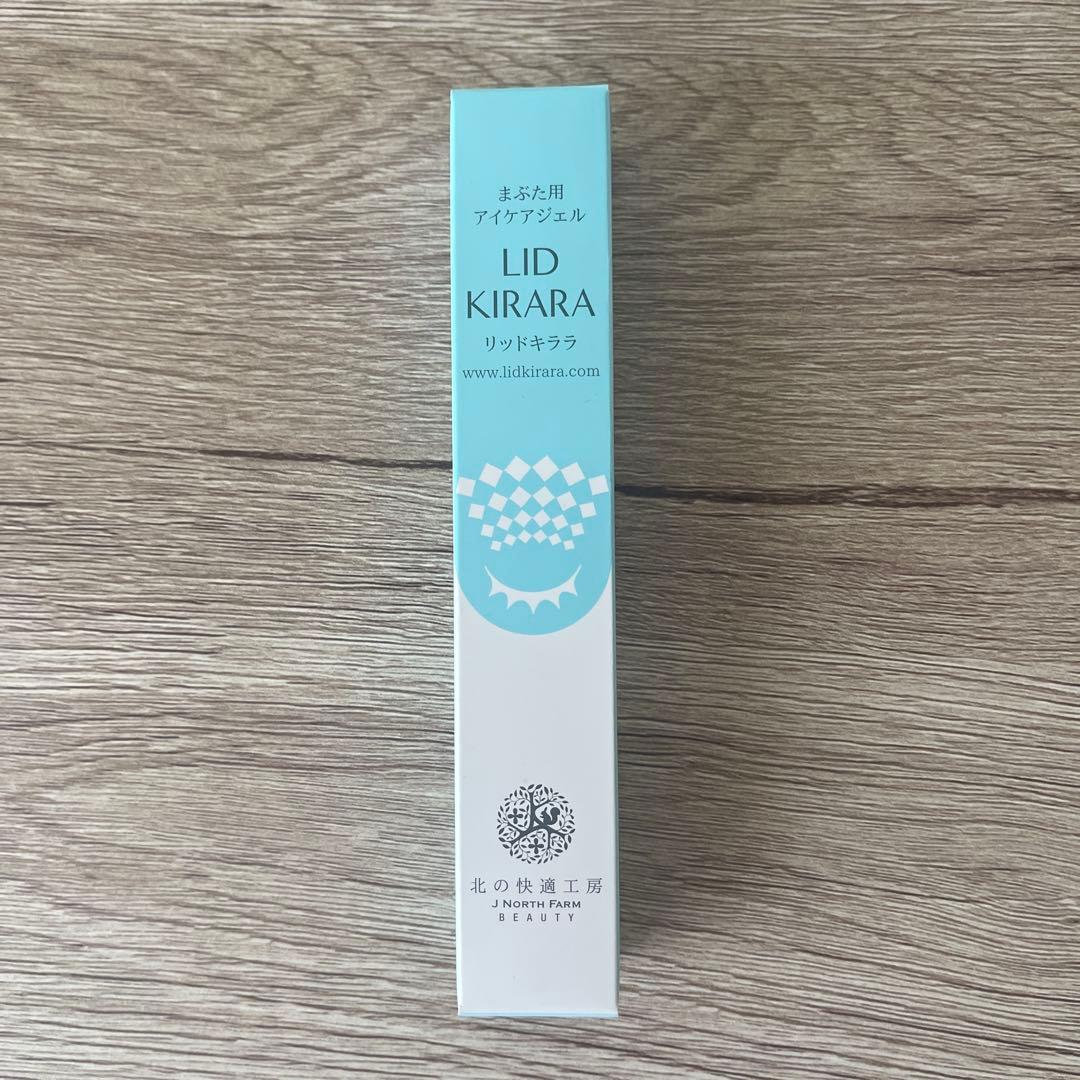 まぶた用
アイケアジェル
LID
KIRARA
リッドキララ
www.lidkirara.com
北の快適工房
J NORTH FARM
BEAUTY